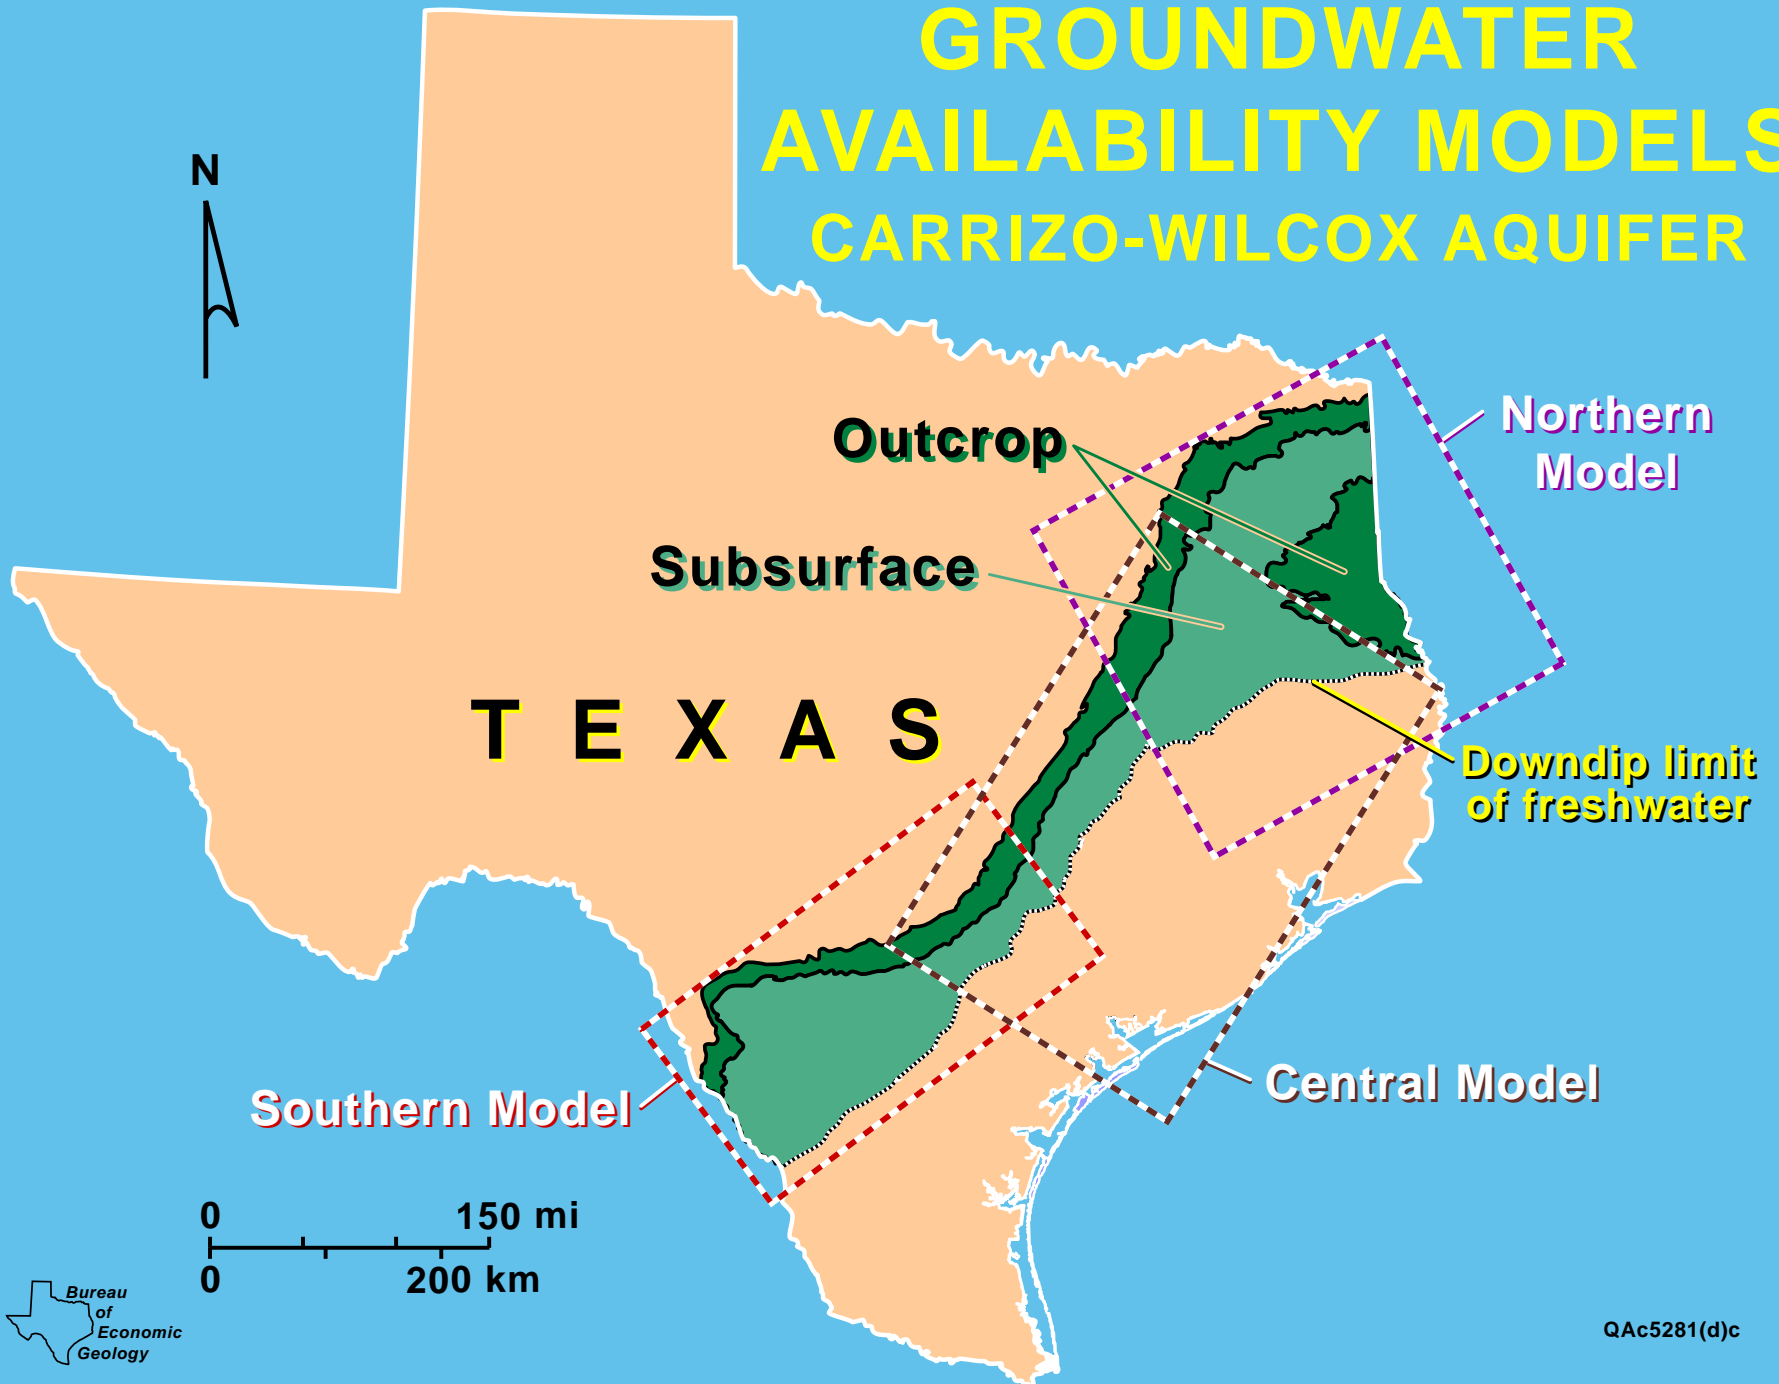 GROUNDWATER
AVAILABILITY MODELS
CARRIZO-WILCOX AQUIFER
N
Outcrop
Northern
Model
Subsurface
TEXAS
Downdip limit
of freshwater
Central Model
Southern Model
0 150 mi
0 200 km
Bureau
of
Economic
Geology
QAc5281(d)c